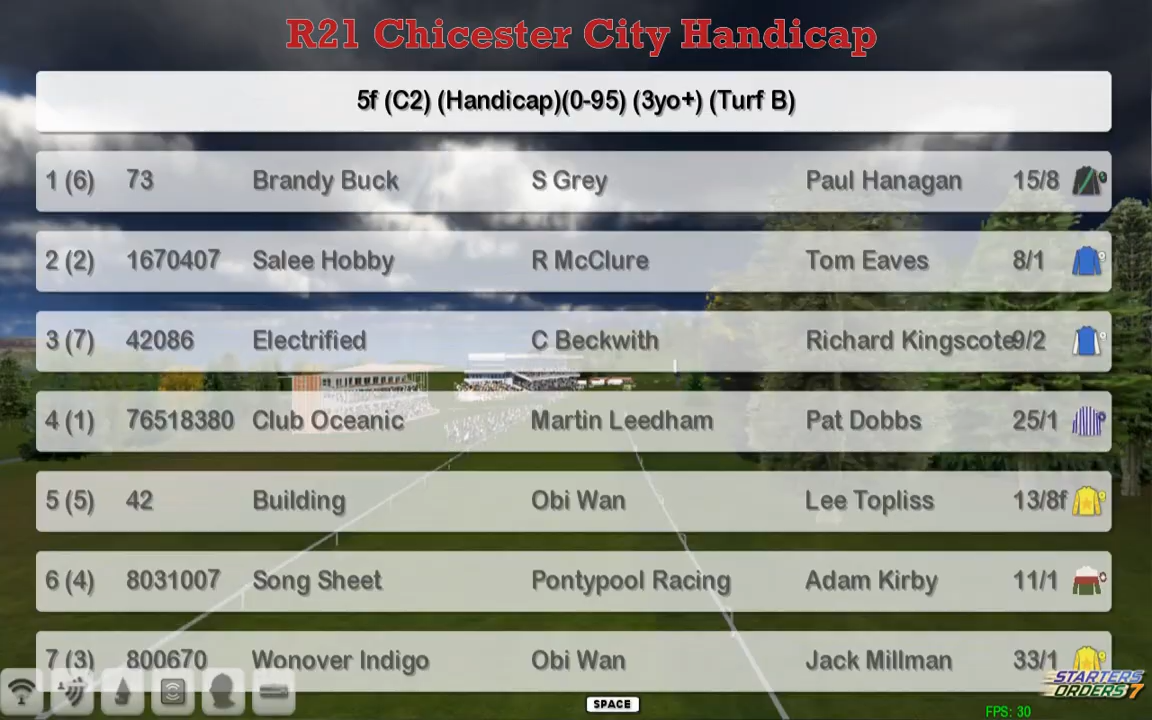 R21 Chicester City Handicap
5f (C2) (Handicap)(0-95) (3yo+) (Turf B)
1 (6) 73 Brandy Buck S Grey Paul Hanagan 15/8
2 (2) 1670407 Salee Hobby R McClure Tom Eaves 8/1
3 (7) 42086 Electrified C Beckwith Richard Kingscote 9/2
4 (1) 76518380 Club Oceanic Martin Leedham Pat Dobbs 25/1
5 (5) 42 Building Obi Wan Lee Topliss 13/8f
6 (4) 8031007 Song Sheet Pontypool Racing Adam Kirby 11/1
7 (3) 800670 Wonover Indigo Obi Wan Jack Millman 33/1
STARTERS
ORDERS 7
SPACE
FPS: 30